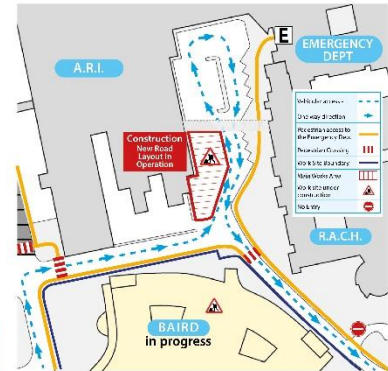 E
EMERGENCY
DEPT
A.R.I.
Vehicular access
One way direction
Pedestrian access to
the Emergency Dept
Pedestrian Crossing
Work Site Boundary
Main Works Area
Work site under
construction
No Entry
Construction
New Road
Layout In
Operation
R.A.C.H.
BAIRD
in progress